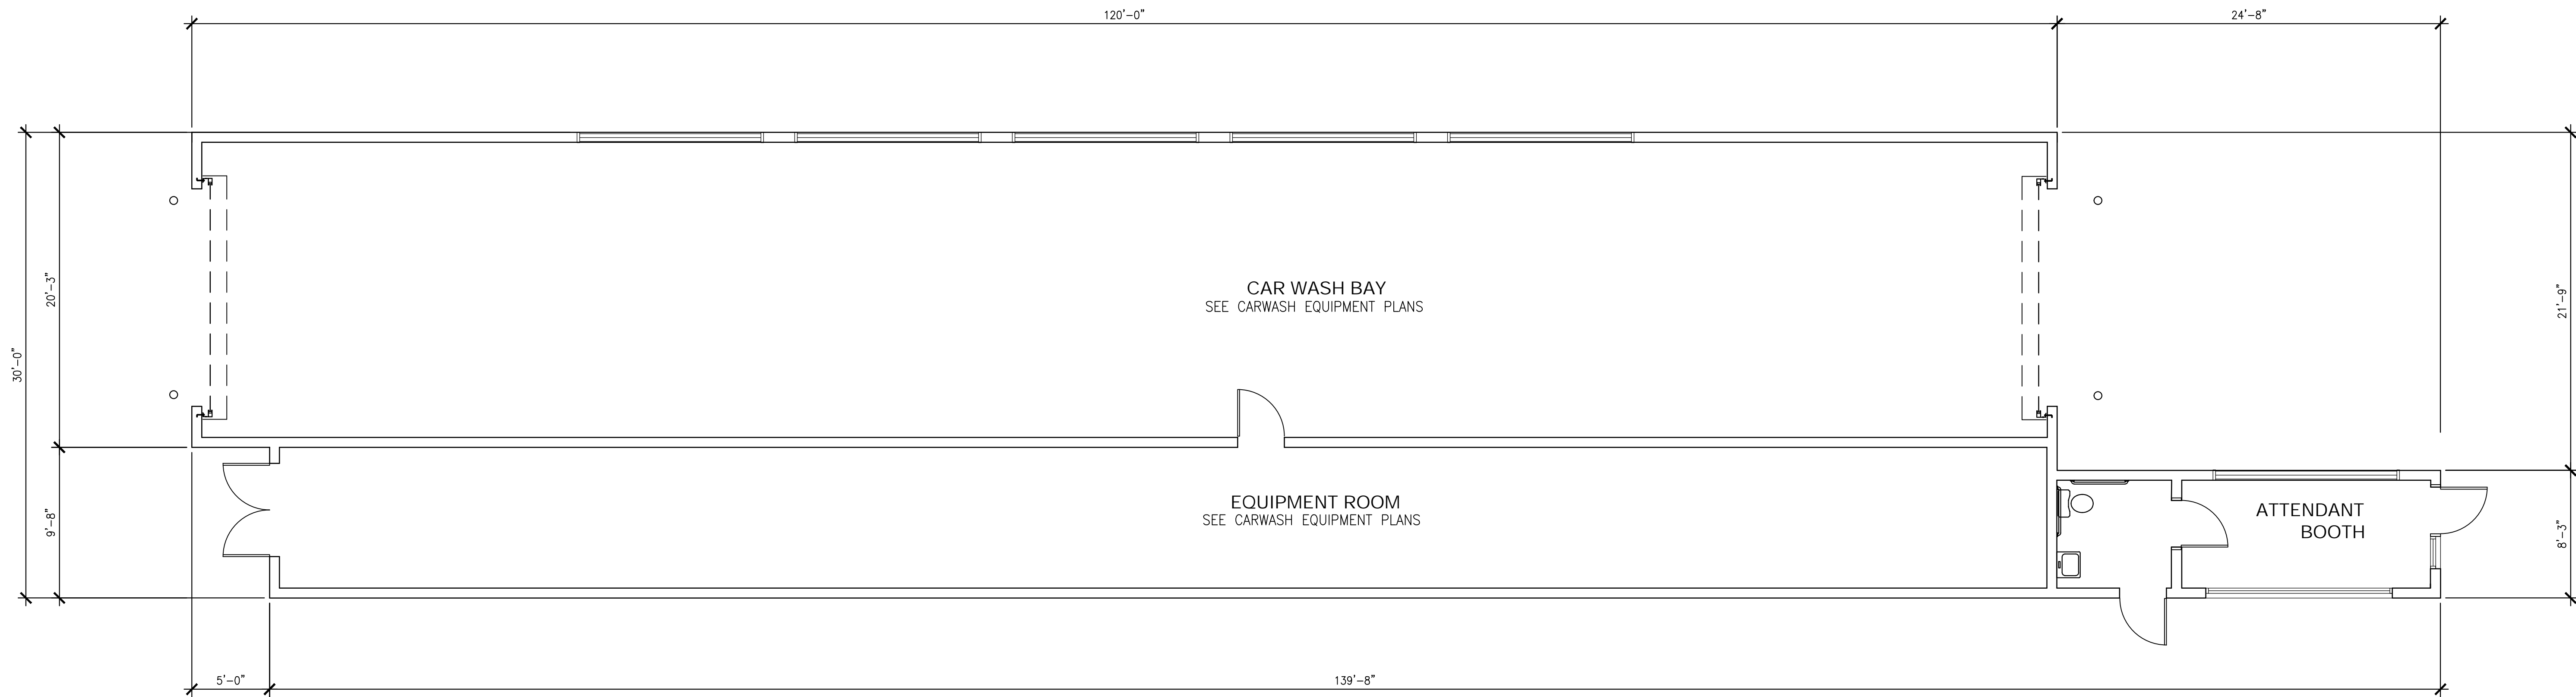 120'-0"
24'-8"
30'-0"
20'-3"
9'-8"
21'-9"
8'-3"
CAR WASH BAY
SEE CARWASH EQUIPMENT PLANS
EQUIPMENT ROOM
SEE CARWASH EQUIPMENT PLANS
ATTENDANT
BOOTH
5'-0"
139'-8"